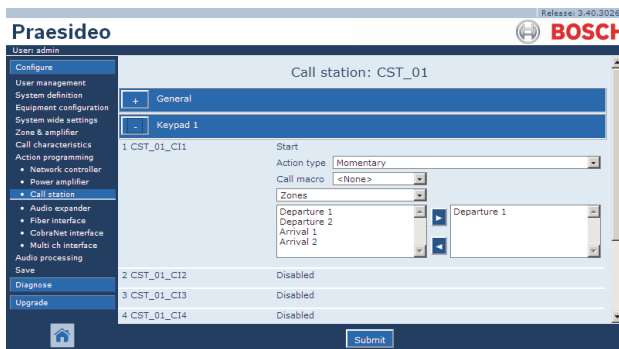 Release: 3.40.3026
Praesideo
BOSCH
User: admin
Configure
User management
System definition
Equipment configuration
System wide settings
Zone & amplifier
Call characteristics
Action programming
• Network controller
• Power amplifier
• Call station
• Audio expander
• Fiber interface
• CobraNet interface
• Multi ch interface
Audio processing
Save
Diagnose
Upgrade
Call station: CST_01
+ General
- Keypad 1
1 CST_01_CI1 Start
Action type Momentary
Call macro <None>
Zones
Departure 1 Departure 1
Departure 2
Arrival 1
Arrival 2
2 CST_01_CI2 Disabled
3 CST_01_CI3 Disabled
4 CST_01_CI4 Disabled
Submit